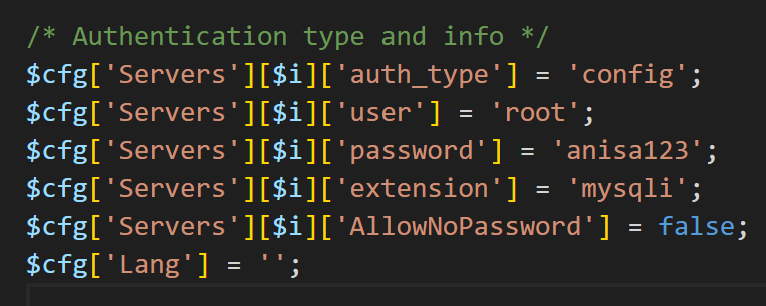 /* Authentication type and info */
$cfg['Servers'][$i]['auth_type'] = 'config';
$cfg['Servers'][$i]['user'] = 'root';
$cfg['Servers'][$i]['password'] = 'anisa123';
$cfg['Servers'][$i]['extension'] = 'mysqli';
$cfg['Servers'][$i]['AllowNoPassword'] = false;
$cfg['Lang'] = '';